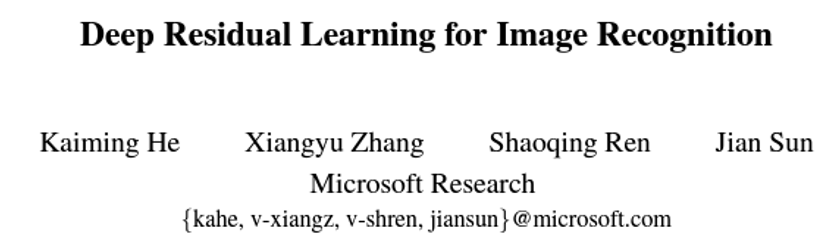 Deep Residual Learning for Image Recognition
Kaiming He Xiangyu Zhang Shaoqing Ren Jian Sun
Microsoft Research
{kahe, v-xiangz, v-shren, jiansun}@microsoft.com